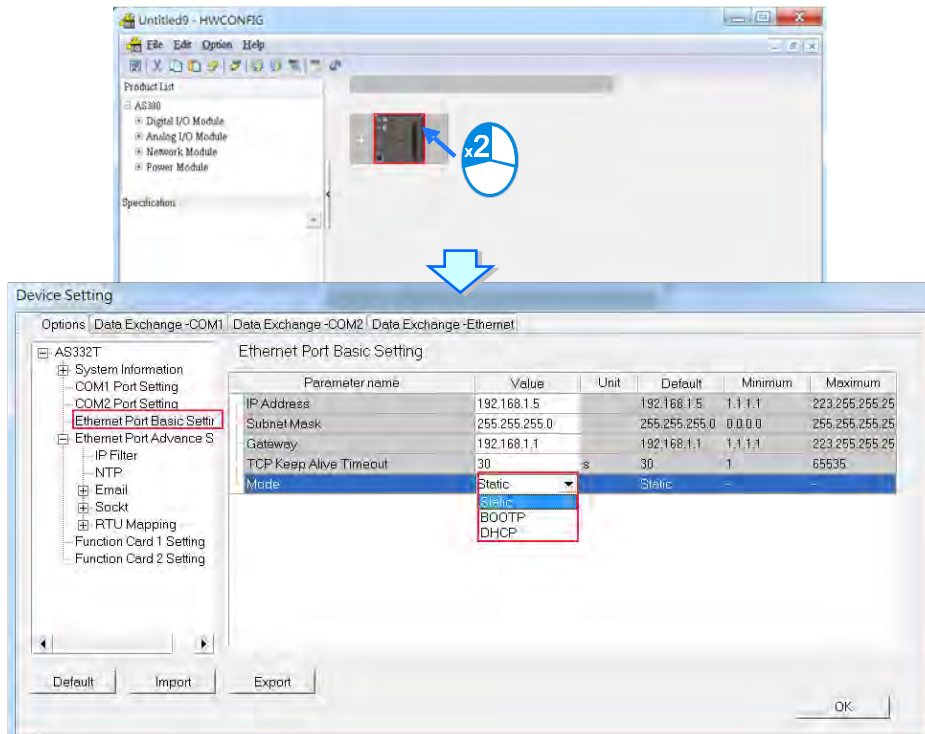 Untitled9 - HWCONFIG
File Edit Option Help
Product List
AS300
Digital I/O Module
Analog I/O Module
Network Module
Power Module
Specification
x2
Device Setting
Options Data Exchange -COM1 Data Exchange -COM2 Data Exchange -Ethernet
AS332T
System Information
COM1 Port Setting
COM2 Port Setting
Ethernet Port Basic Settir
Ethernet Port Advance S
IP Filter
NTP
Email
Sockt
RTU Mapping
Function Card 1 Setting
Function Card 2 Setting
Ethernet Port Basic Setting
Parameter name Value Unit Default Minimum Maximum
IP Address 192.168.1.5 192.168.1.5 1.1.1.1 223.255.255.25
Subnet Mask 255.255.255.0 255.255.255.0 0.0.0.0 255.255.255.25
Gateway 192.168.1.1 192.168.1.1 1.1.1.1 223.255.255.25
TCP Keep Alive Timeout 30 s 30 1 65535
Mode Static Static - -
Static
BOOTP
DHCP
Default Import Export
OK